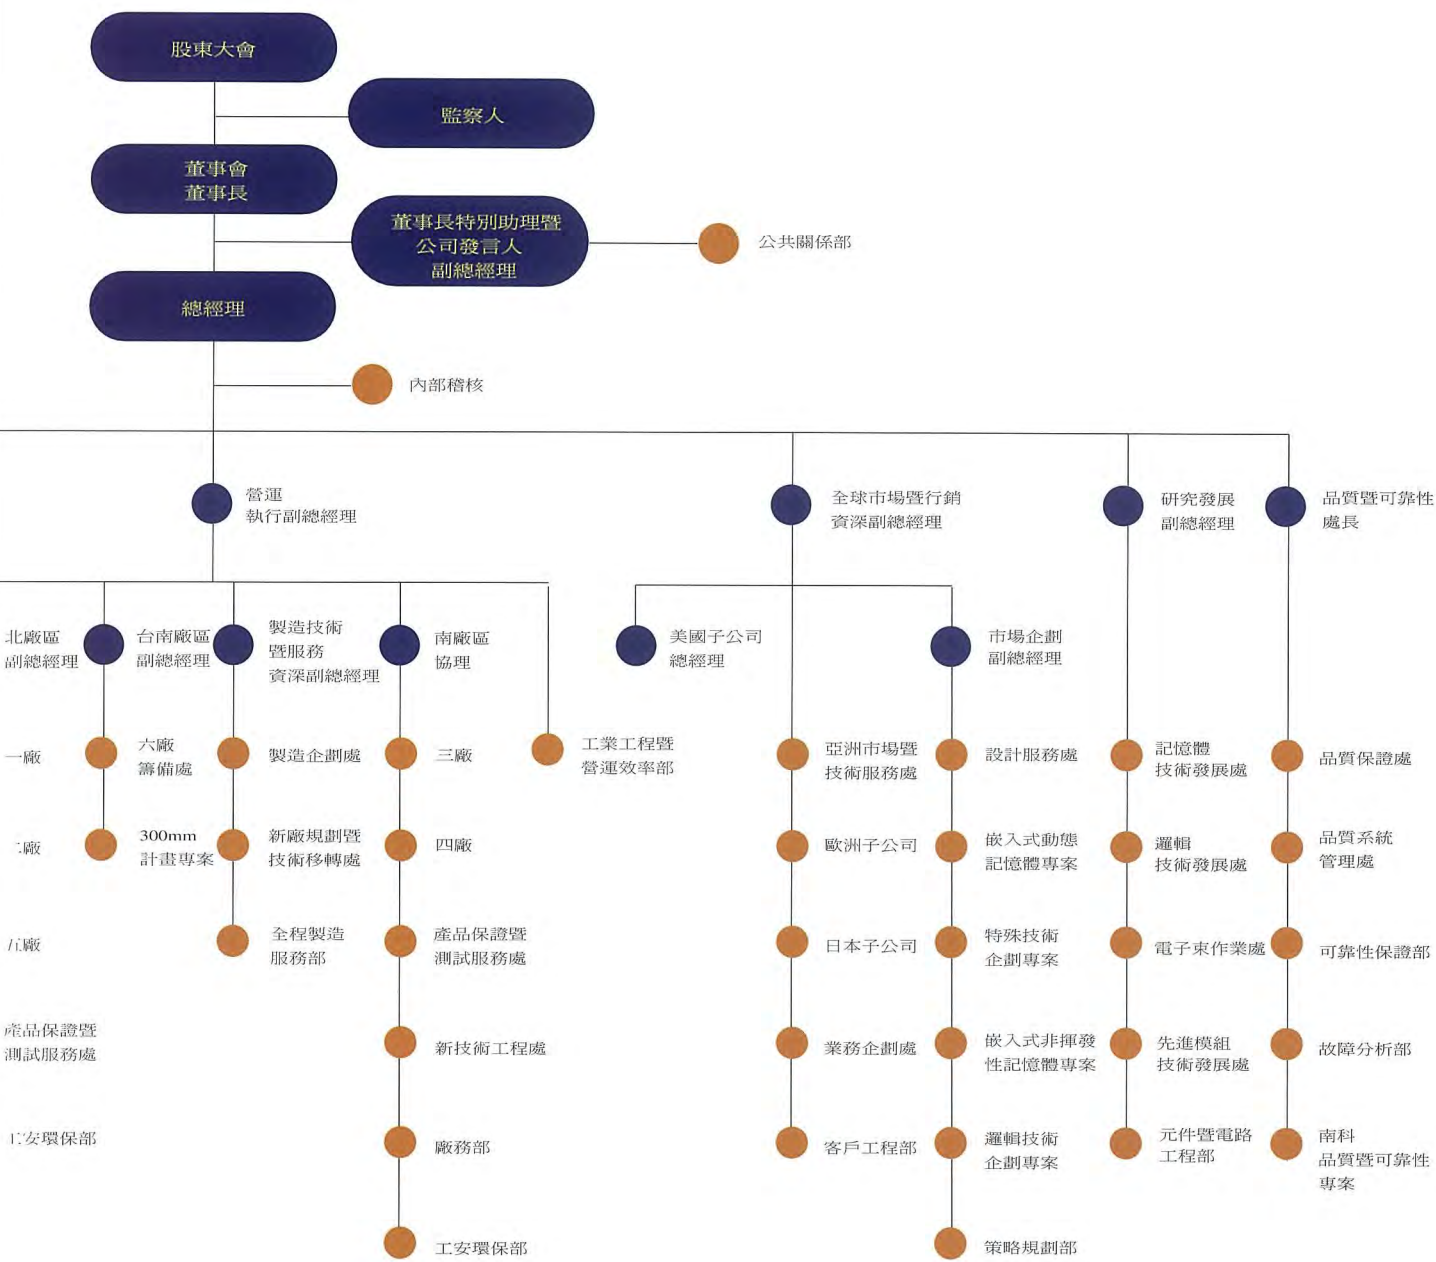 股東大會
監察人
董事會
董事長
董事長特別助理暨
公司發言人
副總經理
公共關係部
總經理
內部稽核
營運
執行副總經理
全球市場暨行銷
資深副總經理
研究發展
副總經理
品質暨可靠性
處長
北廠區
副總經理
台南廠區
副總經理
製造技術
暨服務
資深副總經理
南廠區
協理
美國子公司
總經理
市場企劃
副總經理
一廠
二廠
五廠
產品保證暨
測試服務處
工安環保部
六廠
籌備處
300mm
計畫專案
製造企劃處
新廠規劃暨
技術移轉處
全程製造
服務部
三廠
四廠
產品保證暨
測試服務處
新技術工程處
廠務部
工安環保部
工業工程暨
營運效率部
亞洲市場暨
技術服務處
歐洲子公司
日本子公司
業務企劃處
客戶工程部
設計服務處
嵌入式動態
記憶體專案
特殊技術
企劃專案
嵌入式非揮發
性記憶體專案
邏輯技術
企劃專案
策略規劃部
記憶體
技術發展處
邏輯
技術發展處
電子束作業處
先進模組
技術發展處
元件暨電路
工程部
品質保證處
品質系統
管理處
可靠性保證部
故障分析部
南科
品質暨可靠性
專案